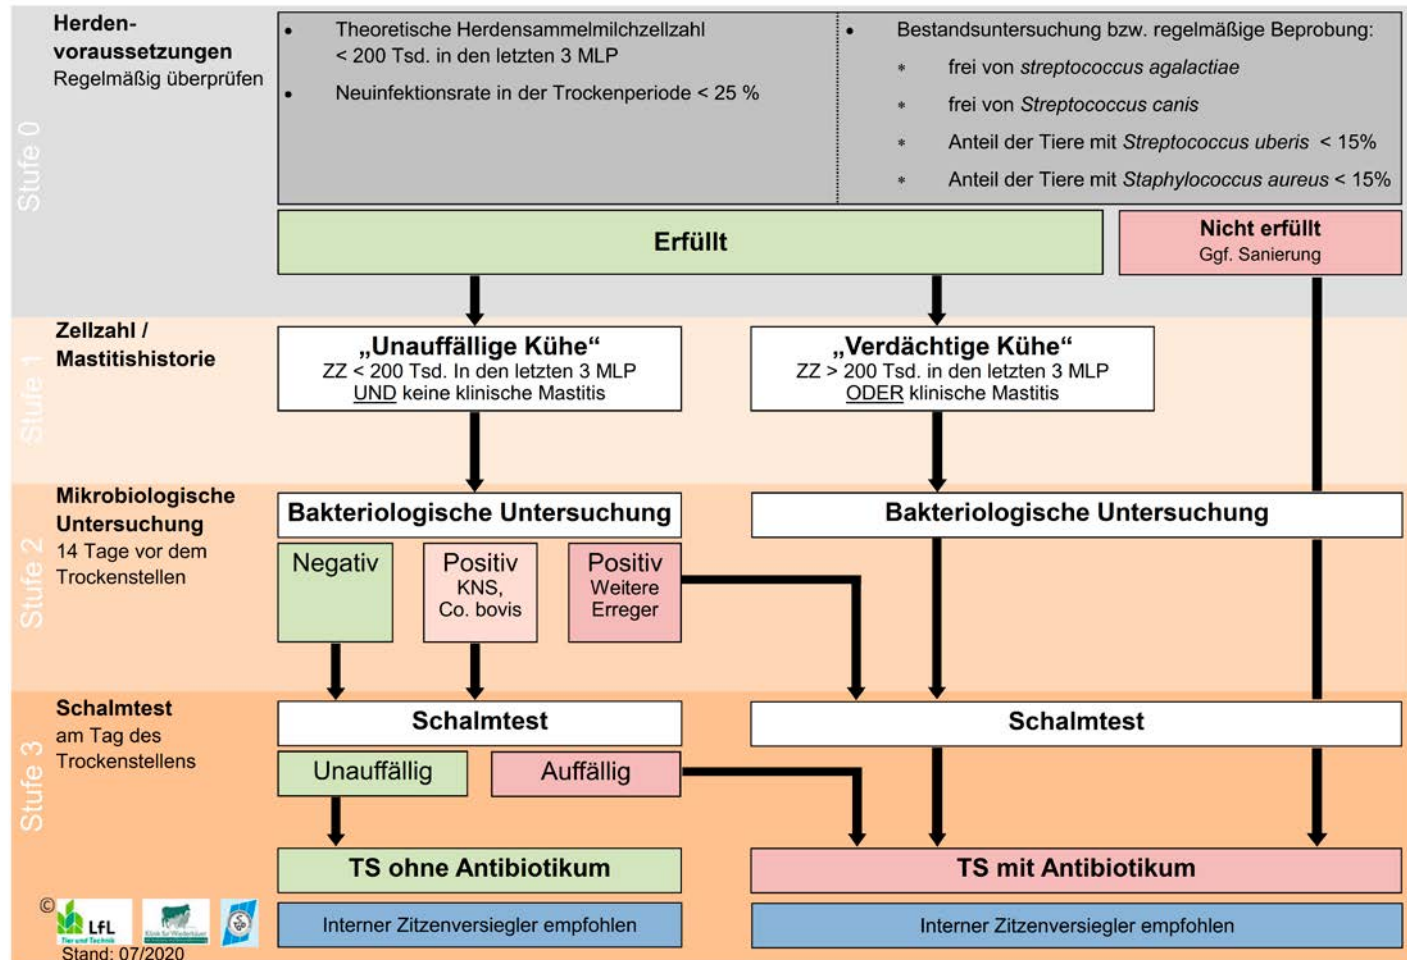 Herden-
voraussetzungen
Regelmäßig überprüfen
Stufe 0
• Theoretische Herdensammelmilchzellzahl
< 200 Tsd. in den letzten 3 MLP
• Neuinfektionsrate in der Trockenperiode < 25 %
• Bestandsuntersuchung bzw. regelmäßige Beprobung:
* frei von streptococcus agalactiae
* frei von Streptococcus canis
* Anteil der Tiere mit Streptococcus uberis < 15%
* Anteil der Tiere mit Staphylococcus aureus < 15%
Erfüllt
Nicht erfüllt
Ggf. Sanierung
Stufe 1
Zellzahl /
Mastitishistorie
„Unauffällige Kühe“
ZZ < 200 Tsd. In den letzten 3 MLP
UND keine klinische Mastitis
„Verdächtige Kühe“
ZZ > 200 Tsd. in den letzten 3 MLP
ODER klinische Mastitis
Stufe 2
Mikrobiologische
Untersuchung
14 Tage vor dem
Trockenstellen
Bakteriologische Untersuchung
Negativ
Positiv
KNS,
Co. bovis
Positiv
Weitere
Erreger
Bakteriologische Untersuchung
Stufe 3
Schalmtest
am Tag des
Trockenstellens
Schalmtest
Unauffällig
Auffällig
Schalmtest
TS ohne Antibiotikum
TS mit Antibiotikum
Interner Zitzenversiegler empfohlen
Interner Zitzenversiegler empfohlen
©
LfL
Tier und Technik
Klinik für Wiederkäuer
Stand: 07/2020